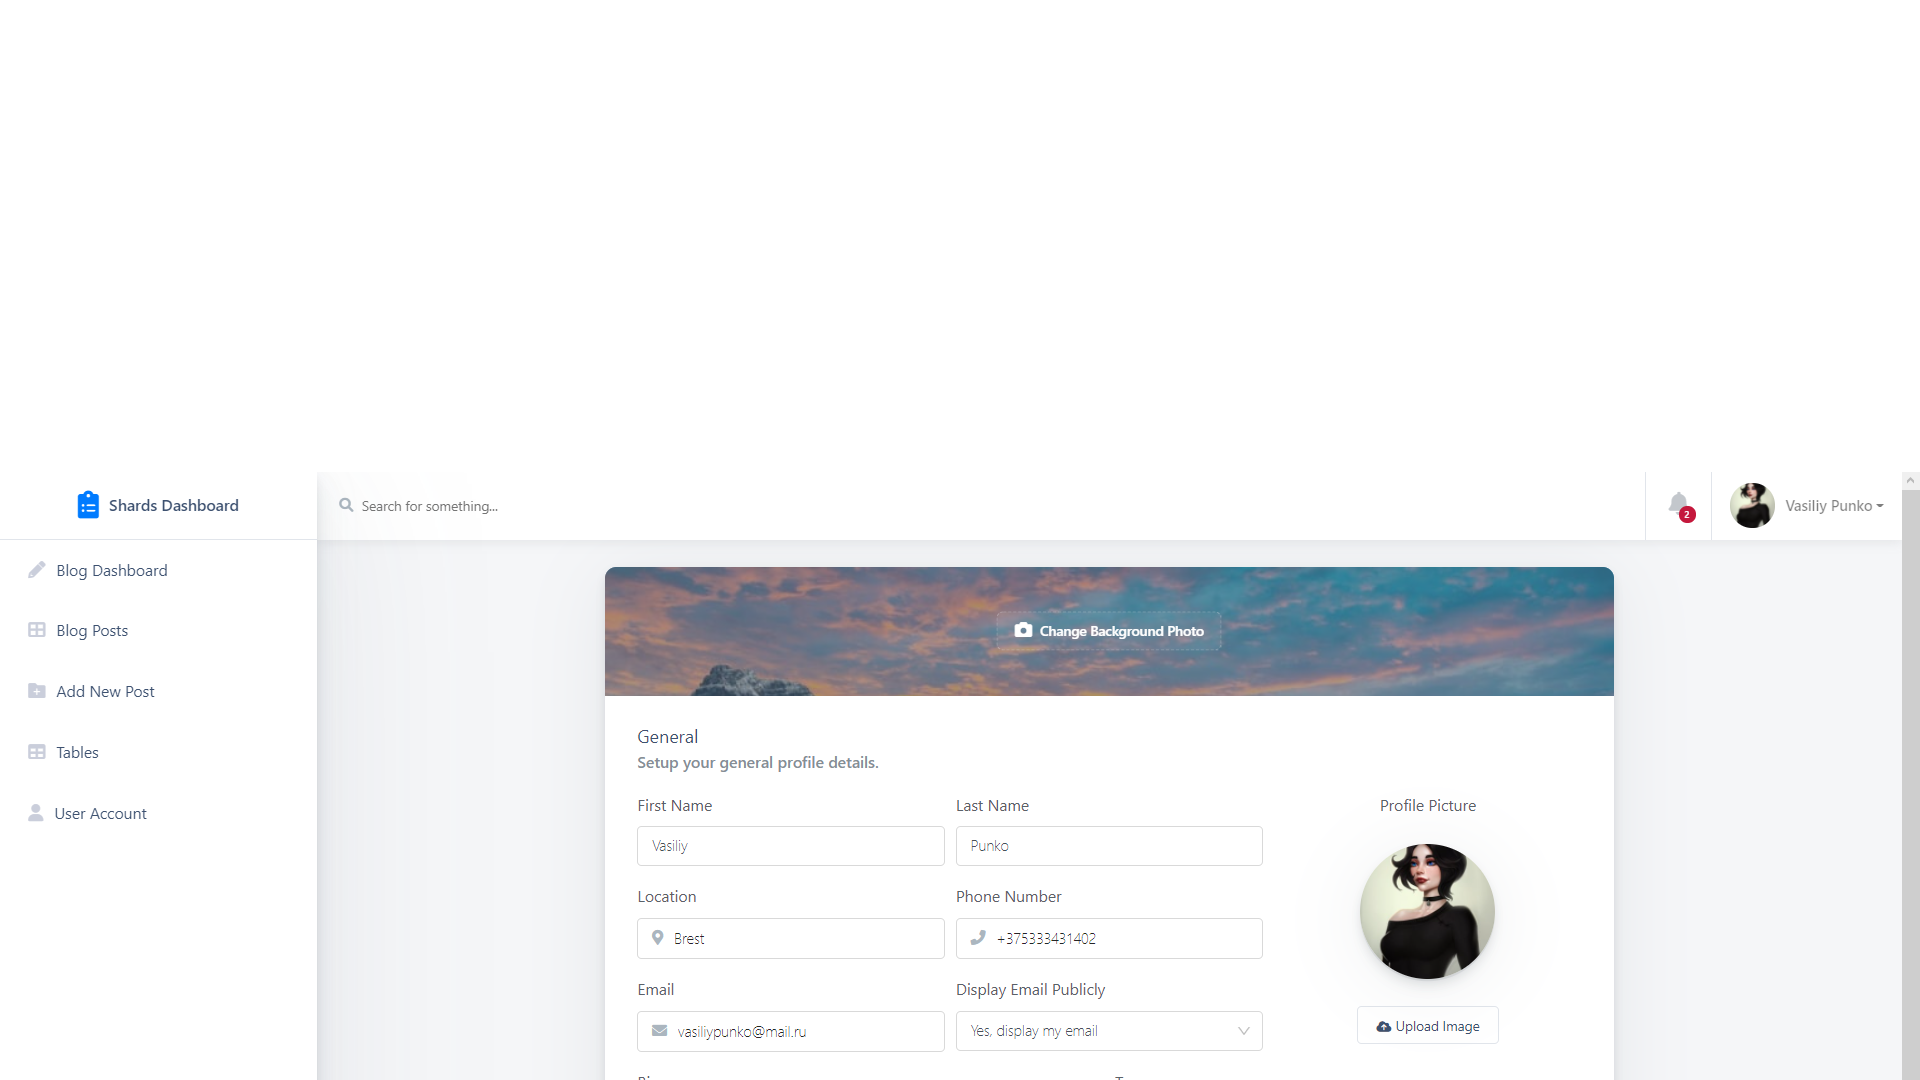 Shards Dashboard
Search for something...
2
Vasiliy Punko
Blog Dashboard
Blog Posts
Add New Post
Tables
User Account
Change Background Photo
General
Setup your general profile details.
First Name
Last Name
Profile Picture
Vasiliy
Punko
Location
Phone Number
Brest
+375333431402
Email
Display Email Publicly
vasiliypunko@mail.ru
Yes, display my email
Upload Image